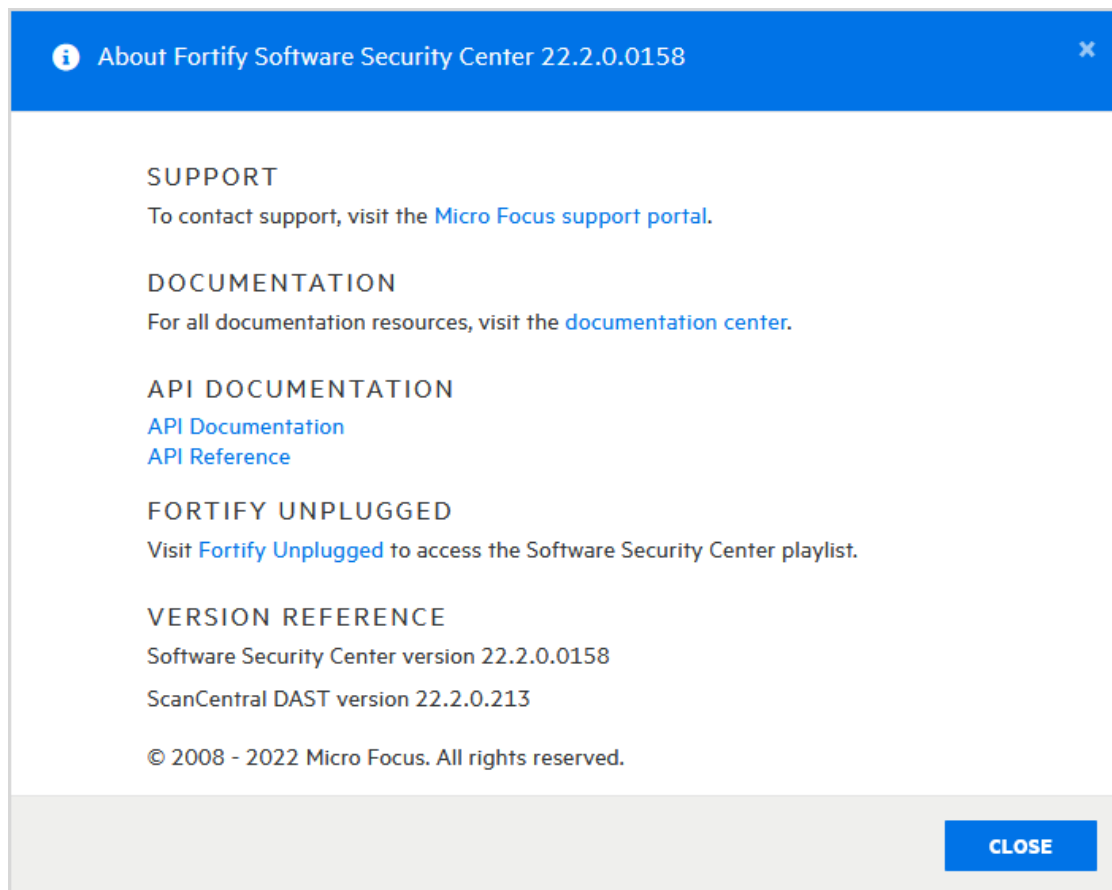 About Fortify Software Security Center 22.2.0.0158
SUPPORT
To contact support, visit the Micro Focus support portal.
DOCUMENTATION
For all documentation resources, visit the documentation center.
API DOCUMENTATION
API Documentation
API Reference
FORTIFY UNPLUGGED
Visit Fortify Unplugged to access the Software Security Center playlist.
VERSION REFERENCE
Software Security Center version 22.2.0.0158
ScanCentral DAST version 22.2.0.213
© 2008 - 2022 Micro Focus. All rights reserved.
CLOSE